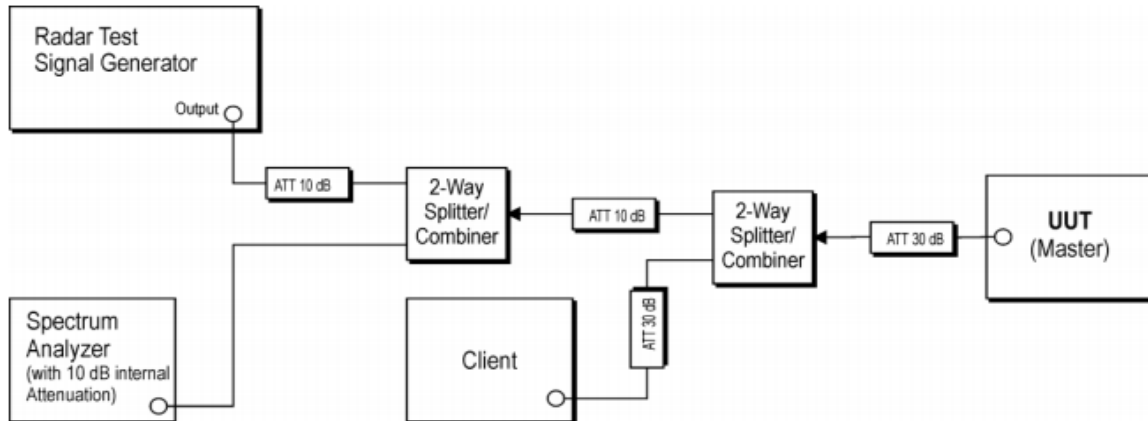 Radar Test
Signal Generator
Output
ATT 10 dB
2-Way
Splitter/
Combiner
ATT 10 dB
2-Way
Splitter/
Combiner
ATT 30 dB
UUT
(Master)
Spectrum
Analyzer
(with 10 dB internal
Attenuation)
Client
ATT 30 dB